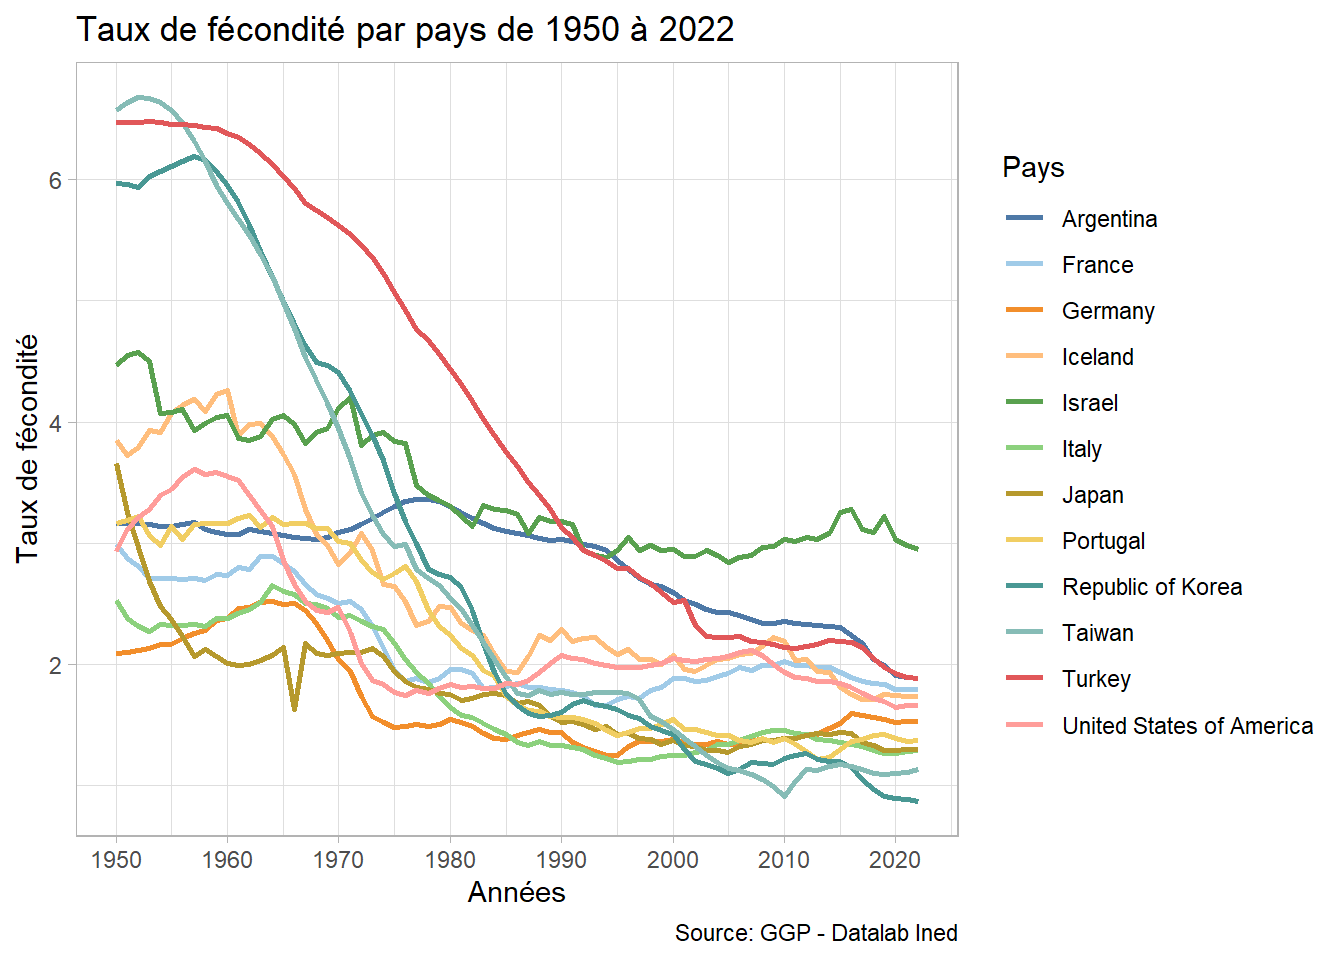 Taux de fécondité par pays de 1950 à 2022
Taux de fécondité
6
4
2
1950 1960 1970 1980 1990 2000 2010 2020
Années
Pays
Argentina
France
Germany
Iceland
Israel
Italy
Japan
Portugal
Republic of Korea
Taiwan
Turkey
United States of America
Source: GGP - Datalab Ined